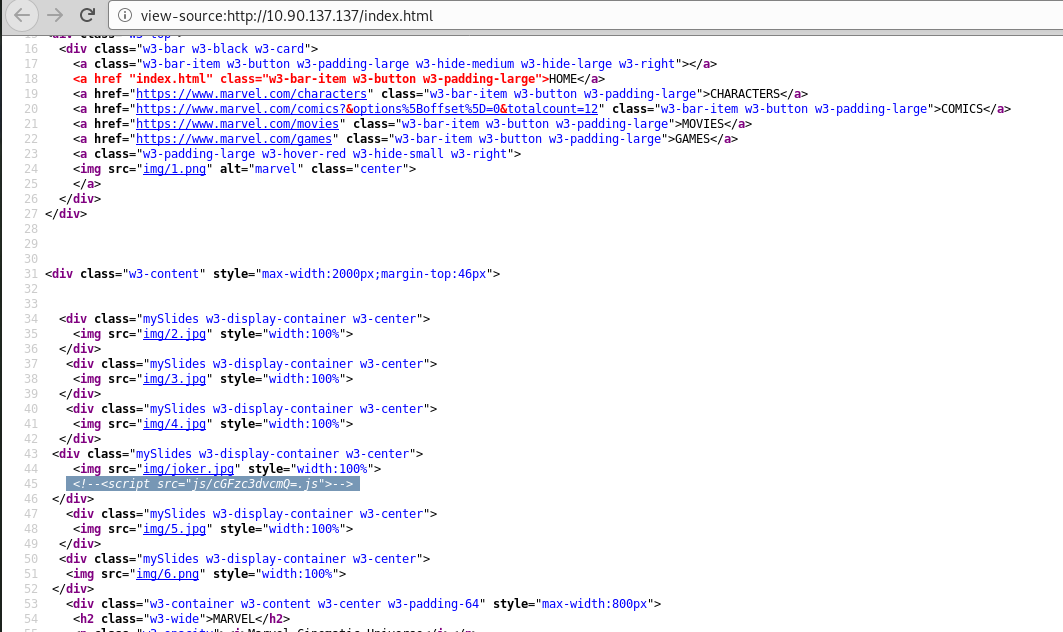 view-source:http://10.90.137.137/index.html
16 <div class="w3-bar w3-black w3-card">
17 <a class="w3-bar-item w3-button w3-padding-large w3-hide-medium w3-hide-large w3-right"></a>
18 <a href "index.html" class="w3-bar-item w3-button w3-padding-large">HOME</a>
19 <a href="https://www.marvel.com/characters" class="w3-bar-item w3-button w3-padding-large">CHARACTERS</a>
20 <a href="https://www.marvel.com/comics?&options%5Boffset%5D=0&totalcount=12" class="w3-bar-item w3-button w3-padding-large">COMICS</a>
21 <a href="https://www.marvel.com/movies" class="w3-bar-item w3-button w3-padding-large">MOVIES</a>
22 <a href="https://www.marvel.com/games" class="w3-bar-item w3-button w3-padding-large">GAMES</a>
23 <a class="w3-padding-large w3-hover-red w3-hide-small w3-right">
24 <img src="img/1.png" alt="marvel" class="center">
25 </a>
26 </div>
27 </div>
28
29
30
31 <div class="w3-content" style="max-width:2000px;margin-top:46px">
32
33
34 <div class="mySlides w3-display-container w3-center">
35 <img src="img/2.jpg" style="width:100%">
36 </div>
37 <div class="mySlides w3-display-container w3-center">
38 <img src="img/3.jpg" style="width:100%">
39 </div>
40 <div class="mySlides w3-display-container w3-center">
41 <img src="img/4.jpg" style="width:100%">
42 </div>
43 <div class="mySlides w3-display-container w3-center">
44 <img src="img/joker.jpg" style="width:100%">
45 <!--<script src="js/cGFzc3dvcmQ=.js">-->
46 </div>
47 <div class="mySlides w3-display-container w3-center">
48 <img src="img/5.jpg" style="width:100%">
49 </div>
50 <div class="mySlides w3-display-container w3-center">
51 <img src="img/6.png" style="width:100%">
52 </div>
53 <div class="w3-container w3-content w3-center w3-padding-64" style="max-width:800px">
54 <h2 class="w3-wide">MARVEL</h2>